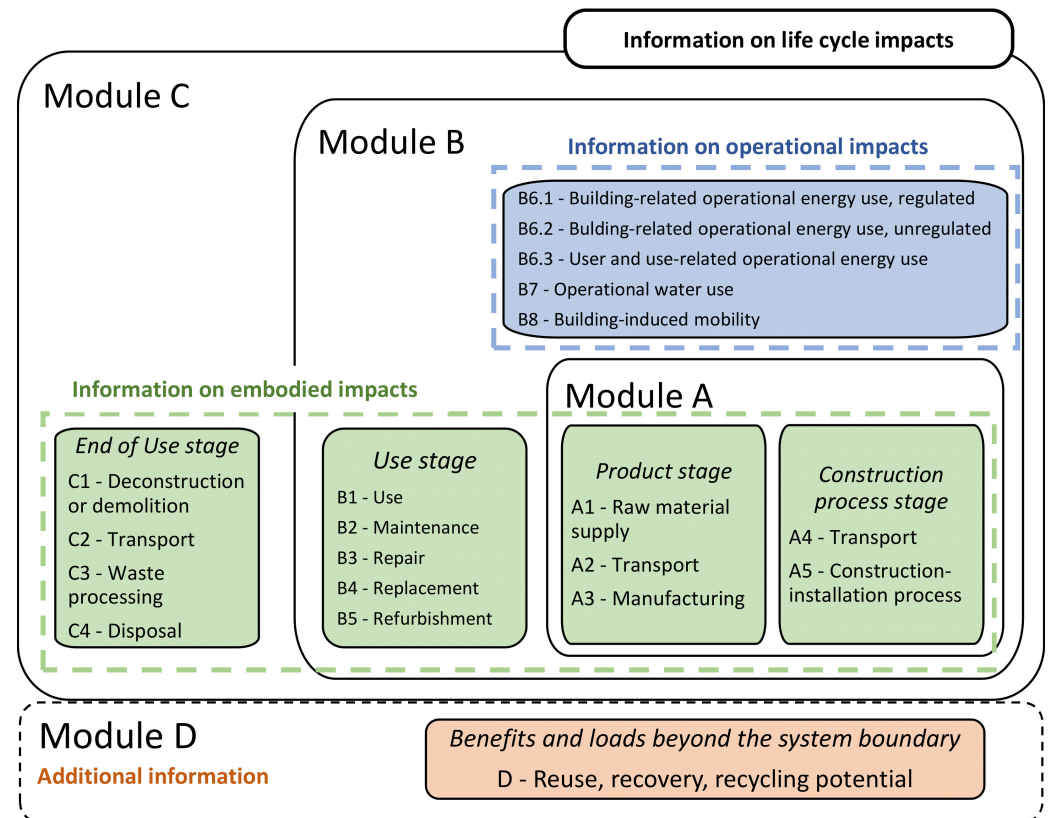 Information on life cycle impacts
Module C
Module B
Information on operational impacts
B6.1 - Building-related operational energy use, regulated
B6.2 - Bulding-related operational energy use, unregulated
B6.3 - User and use-related operational energy use
B7 - Operational water use
B8 - Building-induced mobility
Information on embodied impacts
Module A
End of Use stage
C1 - Deconstruction
or demolition
C2 - Transport
C3 - Waste
processing
C4 - Disposal
Use stage
B1 - Use
B2 - Maintenance
B3 - Repair
B4 - Replacement
B5 - Refurbishment
Product stage
A1 - Raw material
supply
A2 - Transport
A3 - Manufacturing
Construction
process stage
A4 - Transport
A5 - Construction-
installation process
Module D
Additional information
Benefits and loads beyond the system boundary
D - Reuse, recovery, recycling potential